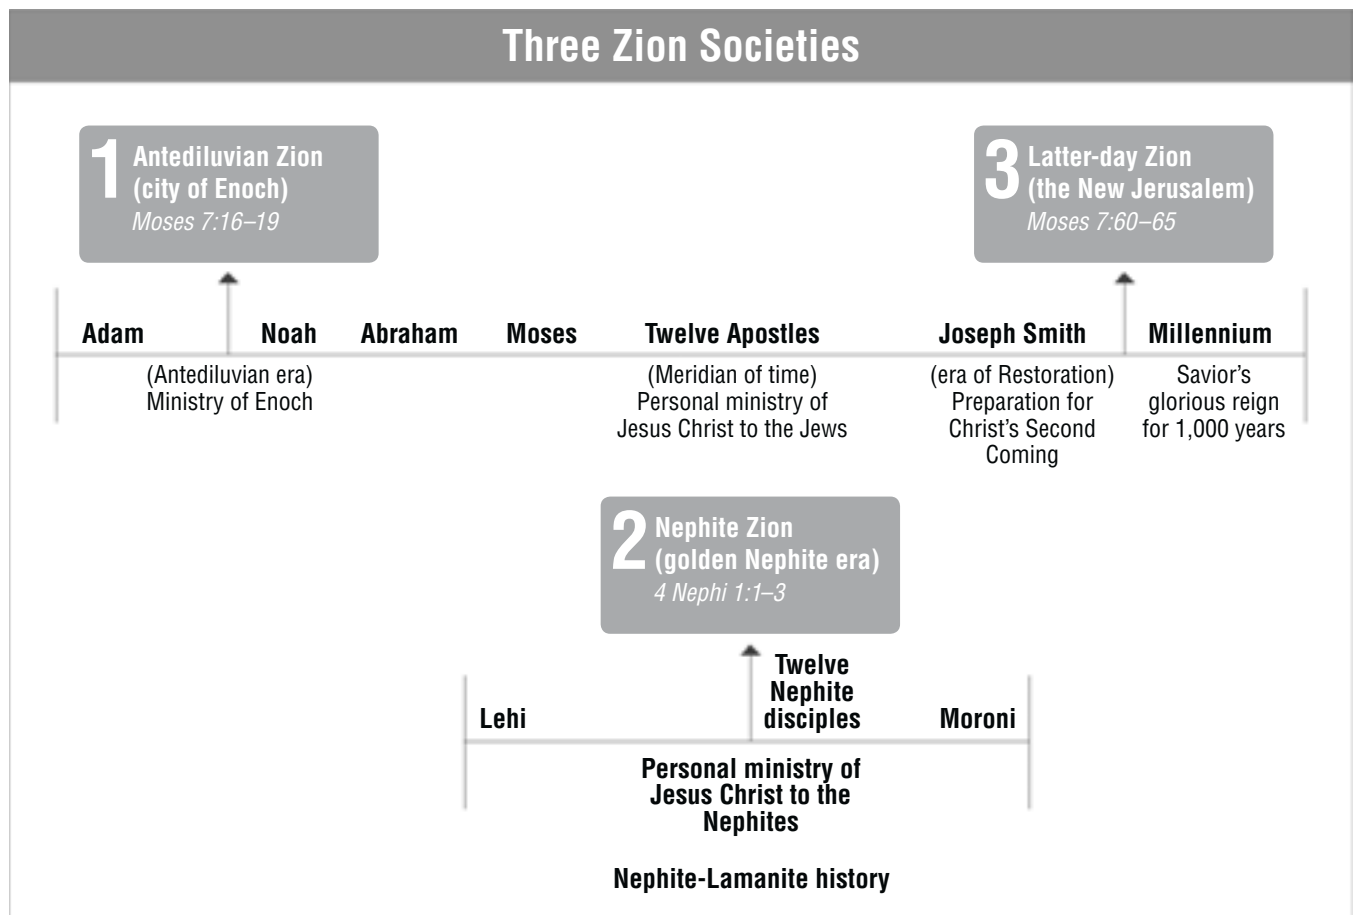 Three Zion Societies
1
Antediluvian Zion
(city of Enoch)
Moses 7:16–19
3
Latter-day Zion
(the New Jerusalem)
Moses 7:60–65
Adam
Noah
Abraham
Moses
Twelve Apostles
Joseph Smith
Millennium
(Antediluvian era)
Ministry of Enoch
(Meridian of time)
Personal ministry of
Jesus Christ to the Jews
(era of Restoration)
Preparation for
Christ’s Second
Coming
Savior’s
glorious reign
for 1,000 years
2
Nephite Zion
(golden Nephite era)
4 Nephi 1:1–3
Lehi
Twelve
Nephite
disciples
Moroni
Personal ministry of
Jesus Christ to the
Nephites
Nephite-Lamanite history